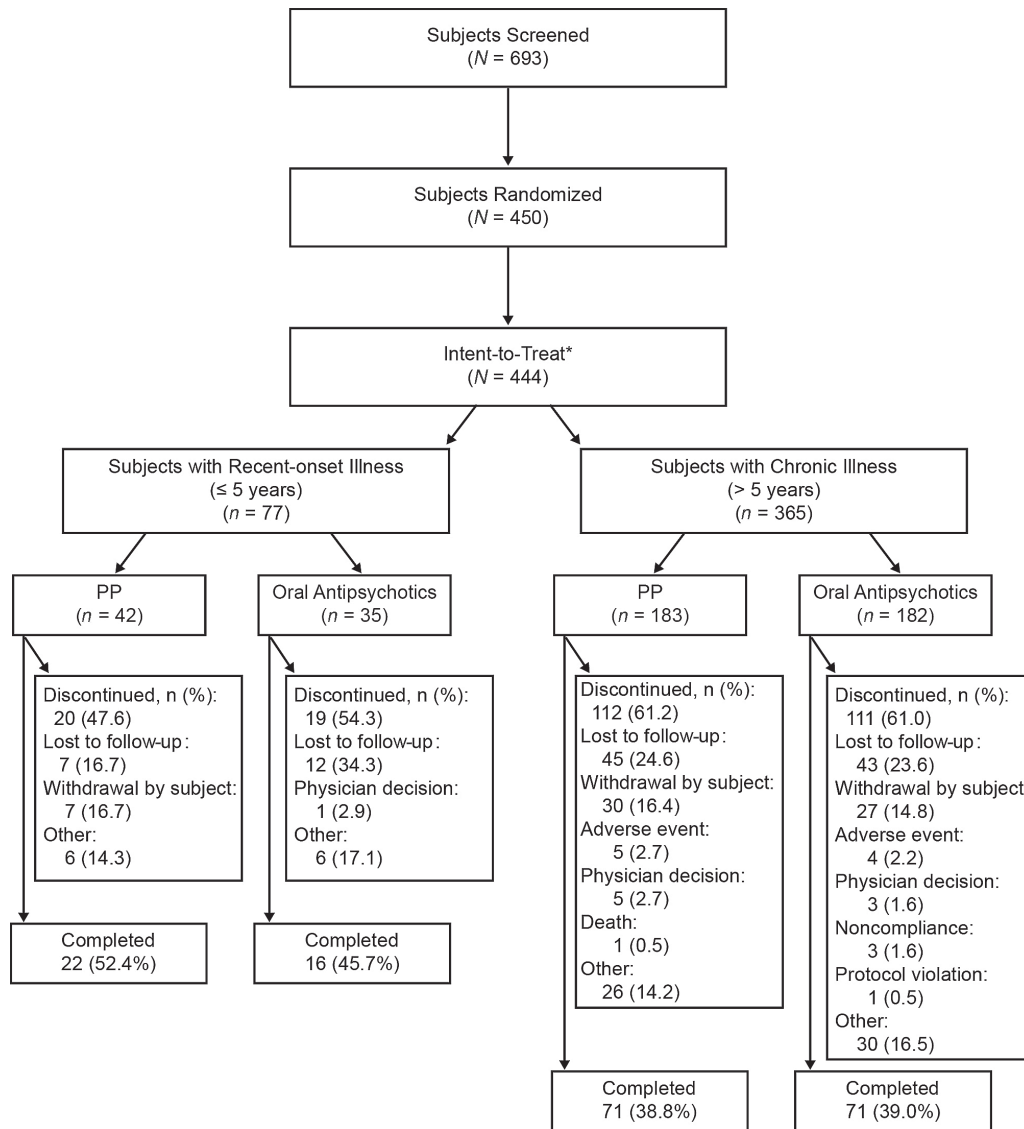 Subjects Screened
(N = 693)
Subjects Randomized
(N = 450)
Intent-to-Treat*
(N = 444)
Subjects with Recent-onset Illness
(≤ 5 years)
(n = 77)
Subjects with Chronic Illness
(> 5 years)
(n = 365)
PP
(n = 42)
Oral Antipsychotics
(n = 35)
PP
(n = 183)
Oral Antipsychotics
(n = 182)
Discontinued, n (%):
20 (47.6)
Lost to follow-up:
7 (16.7)
Withdrawal by subject:
7 (16.7)
Other:
6 (14.3)
Discontinued, n (%):
19 (54.3)
Lost to follow-up:
12 (34.3)
Physician decision:
1 (2.9)
Other:
6 (17.1)
Discontinued, n (%):
112 (61.2)
Lost to follow-up:
45 (24.6)
Withdrawal by subject:
30 (16.4)
Adverse event:
5 (2.7)
Physician decision:
5 (2.7)
Death:
1 (0.5)
Other:
26 (14.2)
Discontinued, n (%):
111 (61.0)
Lost to follow-up:
43 (23.6)
Withdrawal by subject
27 (14.8)
Adverse event:
4 (2.2)
Physician decision:
3 (1.6)
Noncompliance:
3 (1.6)
Protocol violation:
1 (0.5)
Other:
30 (16.5)
Completed
22 (52.4%)
Completed
16 (45.7%)
Completed
71 (38.8%)
Completed
71 (39.0%)